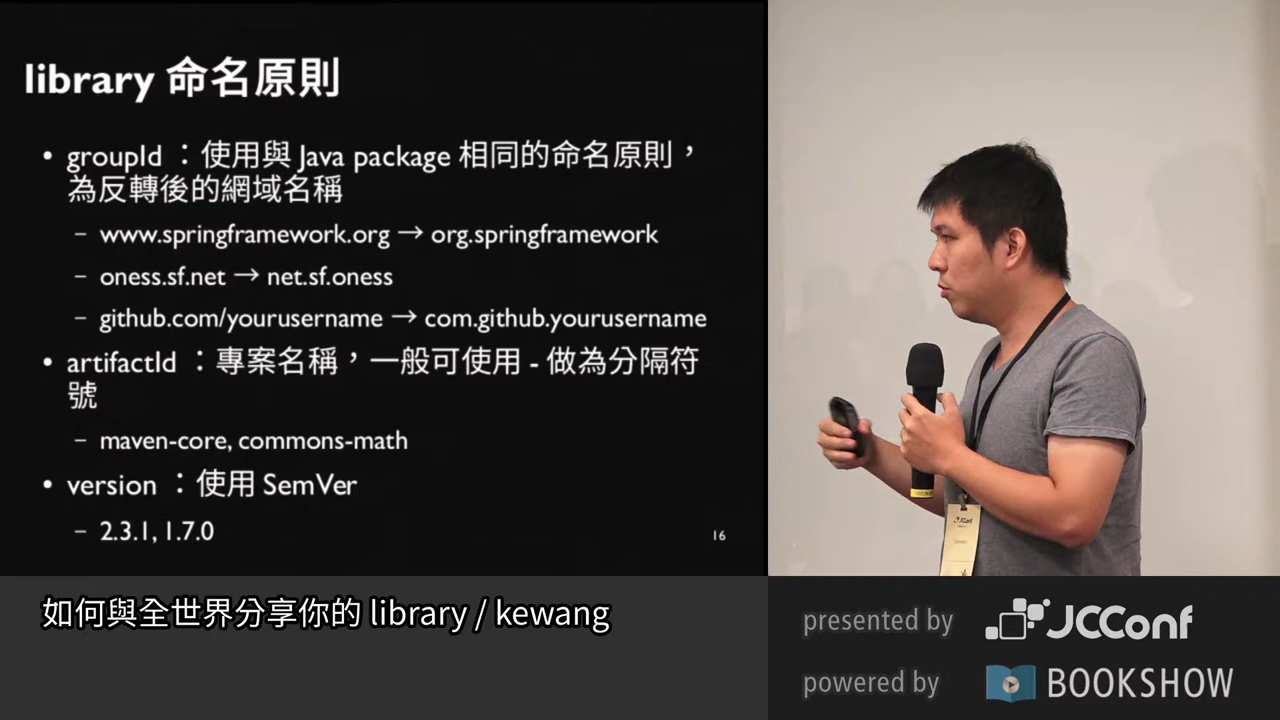 library 命名原則
• groupId ：使用與 Java package 相同的命名原則，
為反轉後的網域名稱
– www.springframework.org → org.springframework
– oness.sf.net → net.sf.oness
– github.com/yourusername → com.github.yourusername
• artifactId ：專案名稱，一般可使用 - 做為分隔符
號
– maven-core, commons-math
• version ：使用 SemVer
– 2.3.1, 1.7.0
16
JCConf
如何與全世界分享你的 library / kewang
presented by JCConf
powered by BOOKSHOW